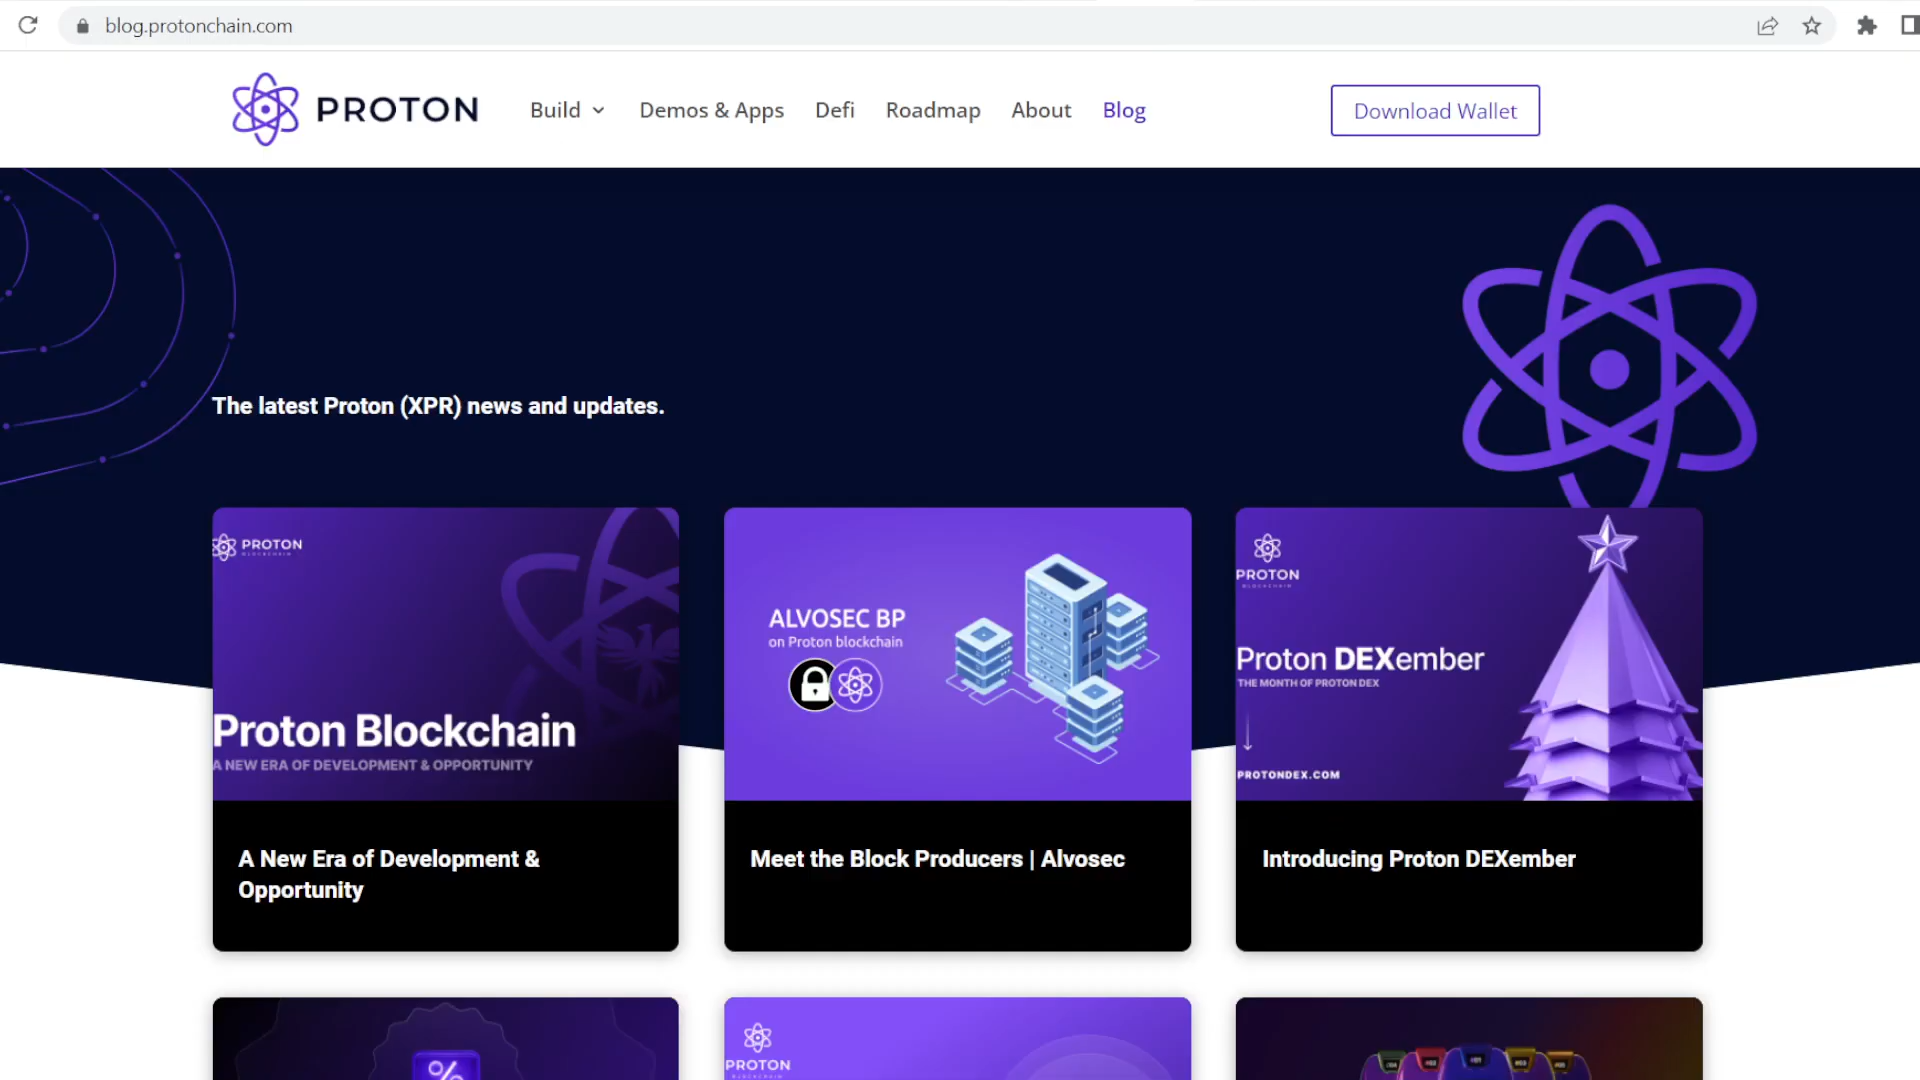 blog.protonchain.com
PROTON
Build
Demos & Apps
Defi
Roadmap
About
Blog
Download Wallet
The latest Proton (XPR) news and updates.
PROTON
BLOCKCHAIN
Proton Blockchain
A NEW ERA OF DEVELOPMENT & OPPORTUNITY
A New Era of Development &
Opportunity
ALVOSEC BP
on Proton blockchain
Meet the Block Producers | Alvosec
PROTON
BLOCKCHAIN
Proton DEXember
THE MONTH OF PROTON DEX
PROTONDEX.COM
Introducing Proton DEXember
%
PROTON
BLOCKCHAIN